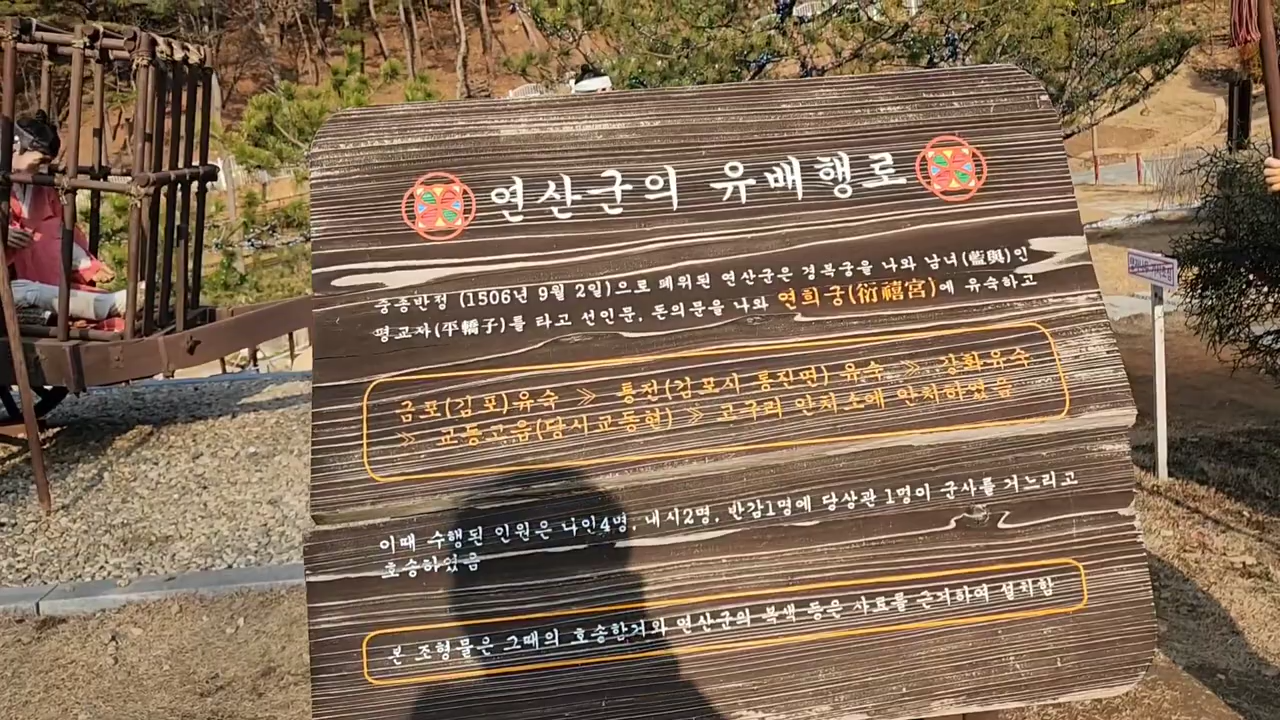 연산군의 유배행로
중종반정 (1506년 9월 2일)으로 폐위된 연산군은 경복궁을 나와 남녀(藍輿)인
평교자(平轎子)를 타고 선인문, 돈의문을 나와 연희궁(衍禧宮)에 유숙하고
금포(김포)유숙 ≫ 통진(김포시 통진면) 유숙 ≫ 강화유숙
≫ 교동고읍(당시교동현) ≫ 고구리 안치소에 안치하였음
이때 수행된 인원은 나인4명, 내시2명, 반감1명에 당상관 1명이 군사를 거느리고
호송하였음
본 조형물은 그때의 호송함거와 연산군의 복색 등은 사료를 근거하여 설치함